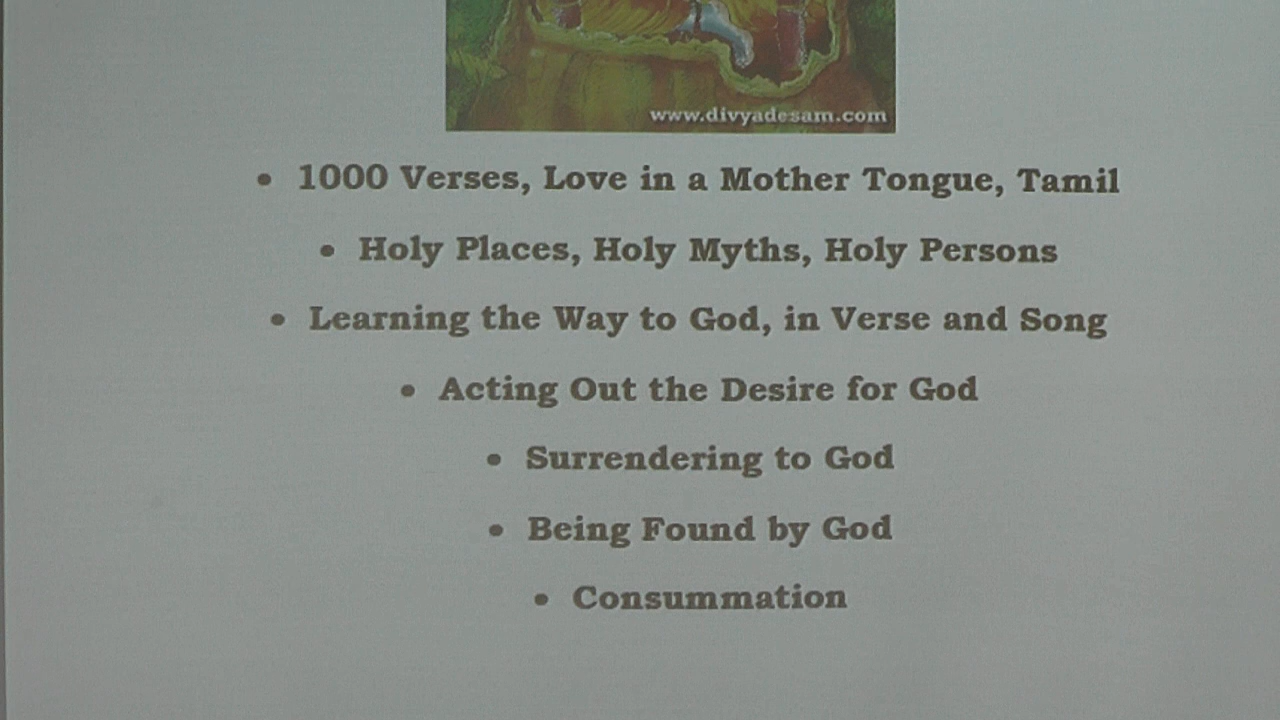 www.divyadesam.com
• 1000 Verses, Love in a Mother Tongue, Tamil
• Holy Places, Holy Myths, Holy Persons
• Learning the Way to God, in Verse and Song
• Acting Out the Desire for God
• Surrendering to God
• Being Found by God
• Consummation